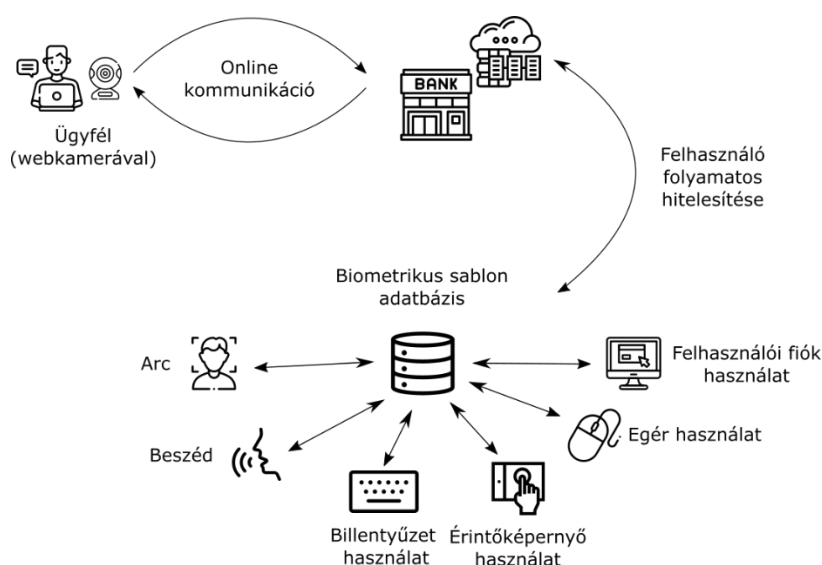 BANK
Online
kommunikáció
Ügyfél
(webkamerával)
Felhasználó
folyamatos
hitelesítése
Biometrikus sablon
adatbázis
Arc
Felhasználói fiók
használat
Beszéd
Egér használat
Billentyűzet
használat
Érintőképernyő
használat